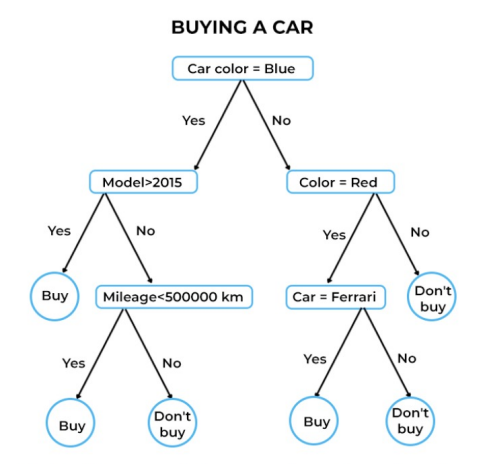 BUYING A CAR
Car color = Blue
Yes
No
Model>2015
Color = Red
Yes
No
Yes
No
Buy
Mileage<500000 km
Car = Ferrari
Don't
buy
Yes
No
Yes
No
Buy
Don't
buy
Buy
Don't
buy